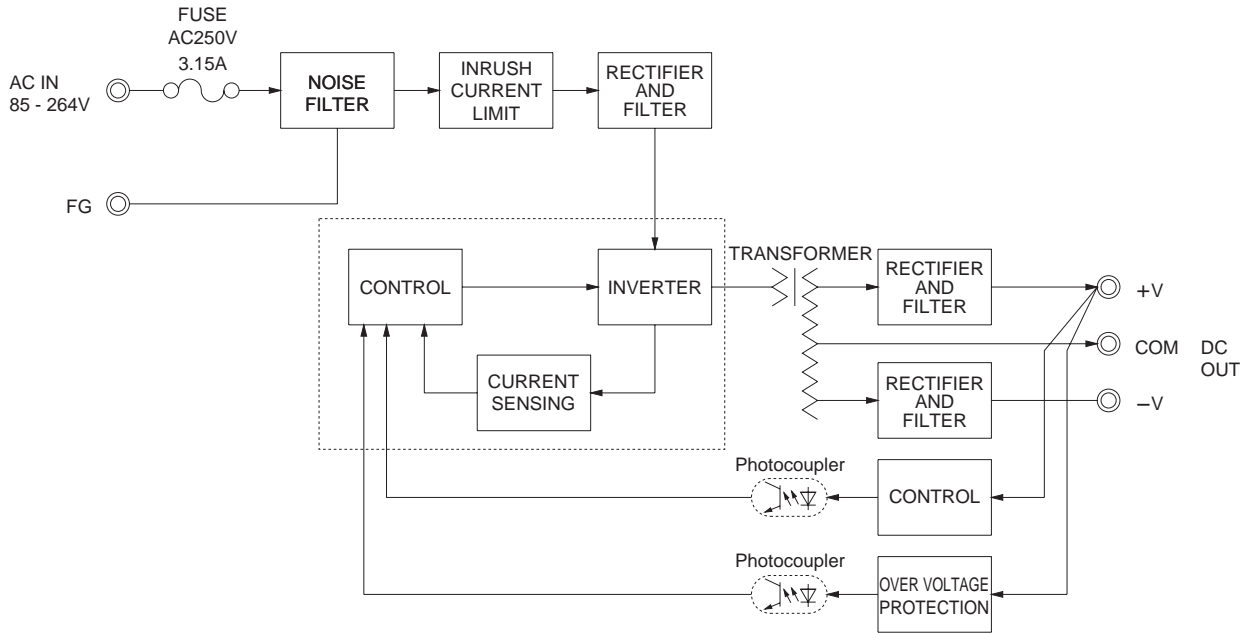 FUSE
AC250V
3.15A
AC IN
85 - 264V
NOISE
FILTER
INRUSH
CURRENT
LIMIT
RECTIFIER
AND
FILTER
FG
CONTROL
INVERTER
CURRENT
SENSING
TRANSFORMER
RECTIFIER
AND
FILTER
+V
COM
DC
OUT
RECTIFIER
AND
FILTER
−V
Photocoupler
CONTROL
Photocoupler
OVER VOLTAGE
PROTECTION